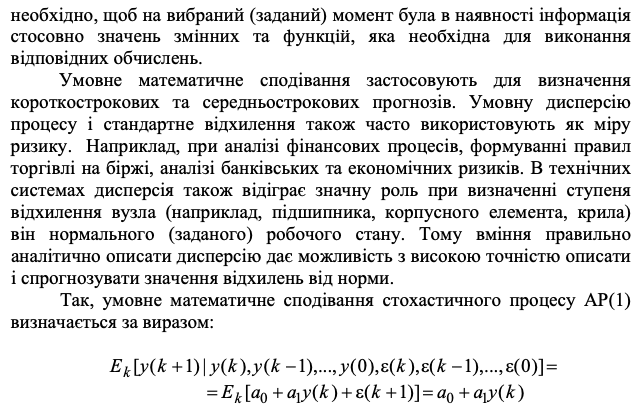 необхідно, щоб на вибраний (заданий) момент була в наявності інформація
стосовно значень змінних та функцій, яка необхідна для виконання
відповідних обчислень.
Умовне математичне сподівання застосовують для визначення
короткострокових та середньострокових прогнозів. Умовну дисперсію
процесу і стандартне відхилення також часто використовують як міру
ризику. Наприклад, при аналізі фінансових процесів, формуванні правил
торгівлі на біржі, аналізі банківських та економічних ризиків. В технічних
системах дисперсія також відіграє значну роль при визначенні ступеня
відхилення вузла (наприклад, підшипника, корпусного елемента, крила)
він нормального (заданого) робочого стану. Тому вміння правильно
аналітично описати дисперсію дає можливість з високою точністю описати
і спрогнозувати значення відхилень від норми.
Так, умовне математичне сподівання стохастичного процесу АР(1)
визначається за виразом:
E_k[y(k+1)| y(k), y(k−1),..., y(0), ε(k), ε(k−1),..., ε(0)]=
= E_k[a_0 + a_1y(k) + ε(k+1)]= a_0 + a_1y(k)